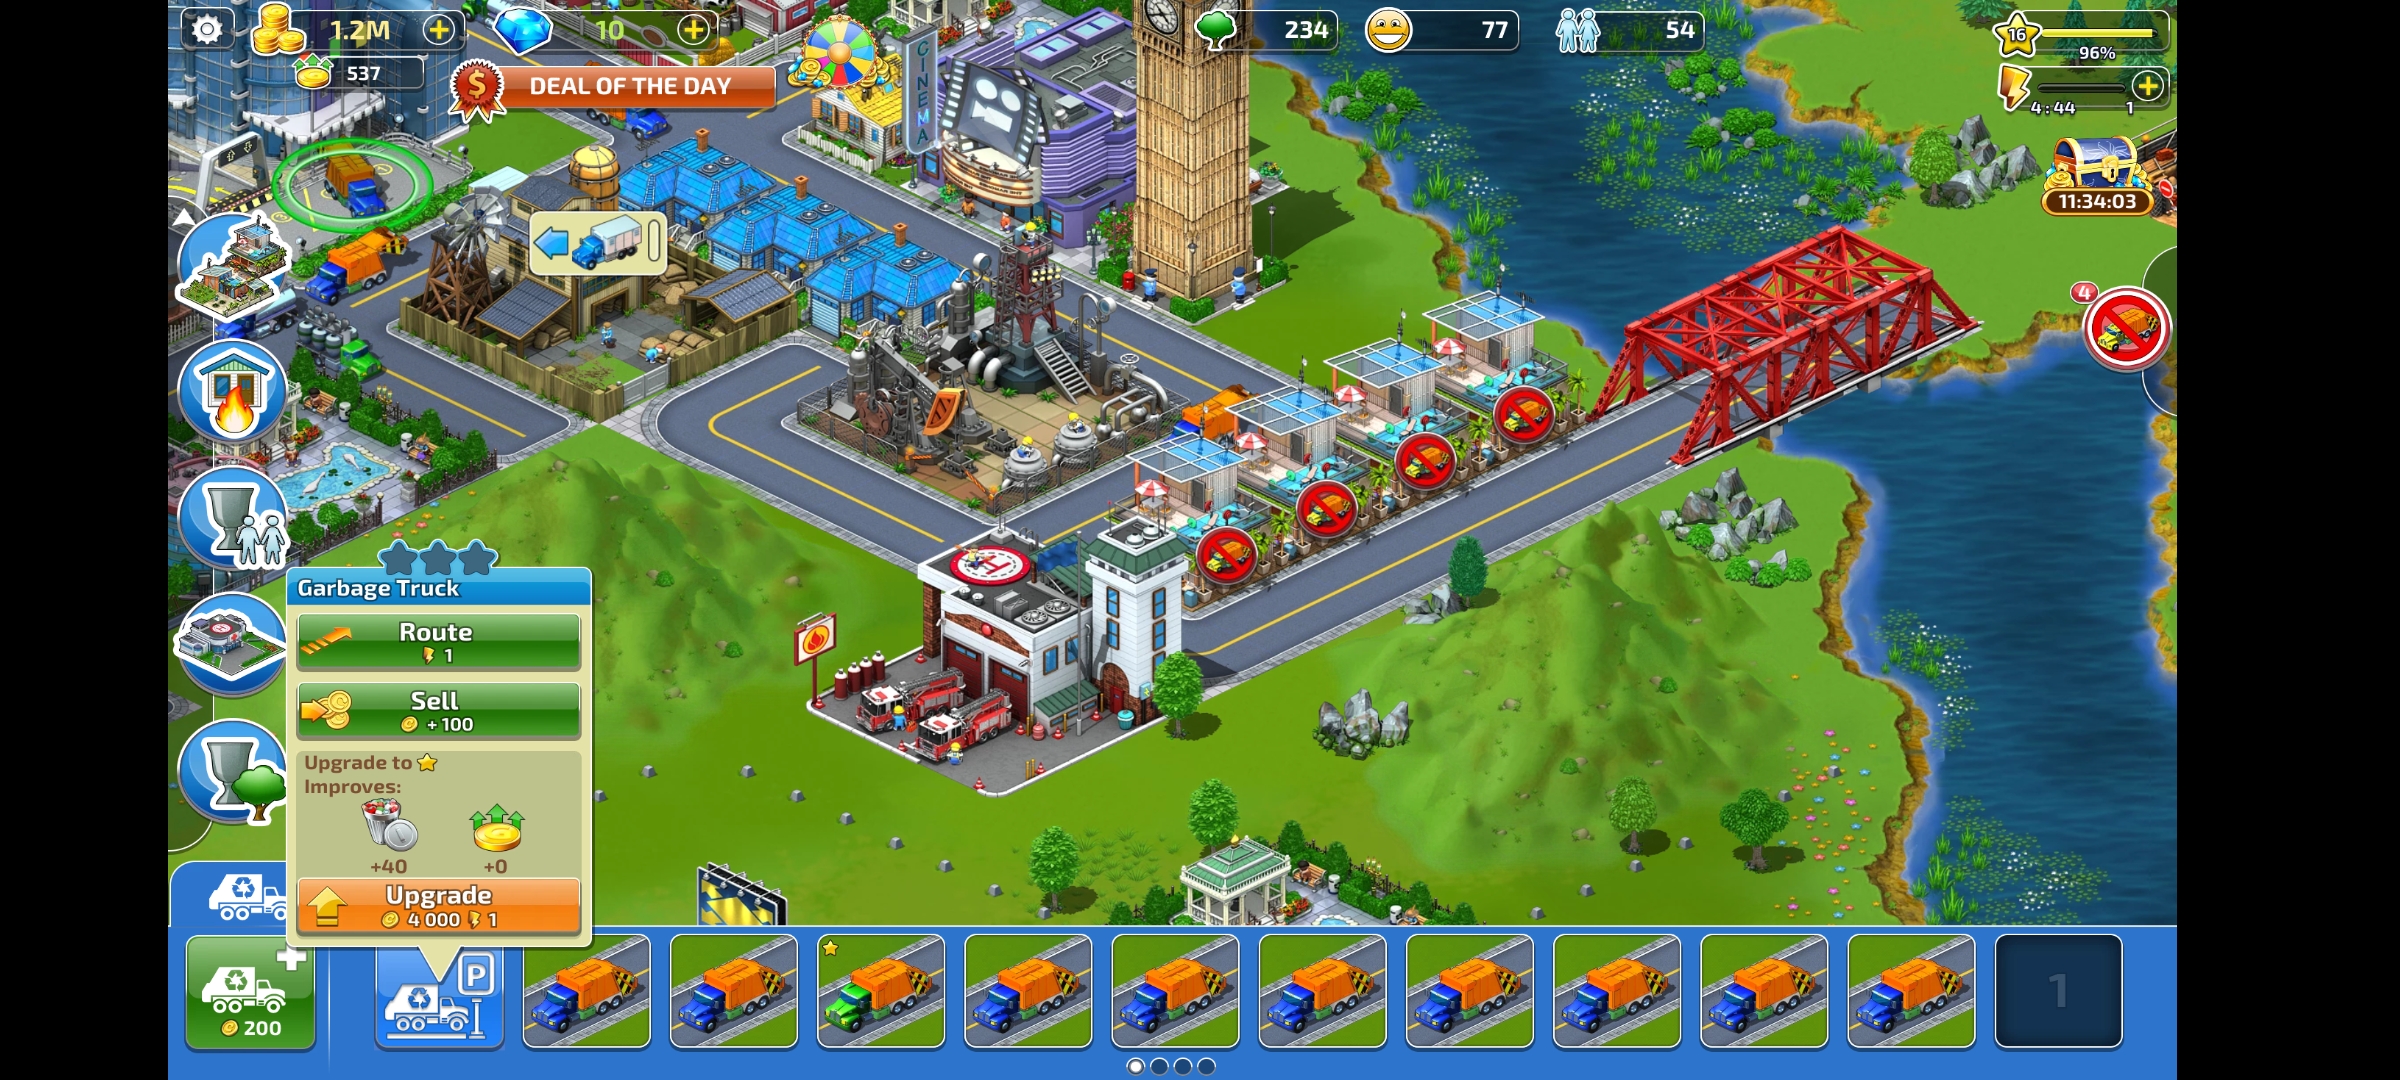 1.2M
10
234
77
54
16
96%
537
DEAL OF THE DAY
CINEMA
4:44
1
11:34:03
4
H
Garbage Truck
Route
1
Sell
+100
Upgrade to
Improves:
+40
+0
Upgrade
4 000 1
P
200
1